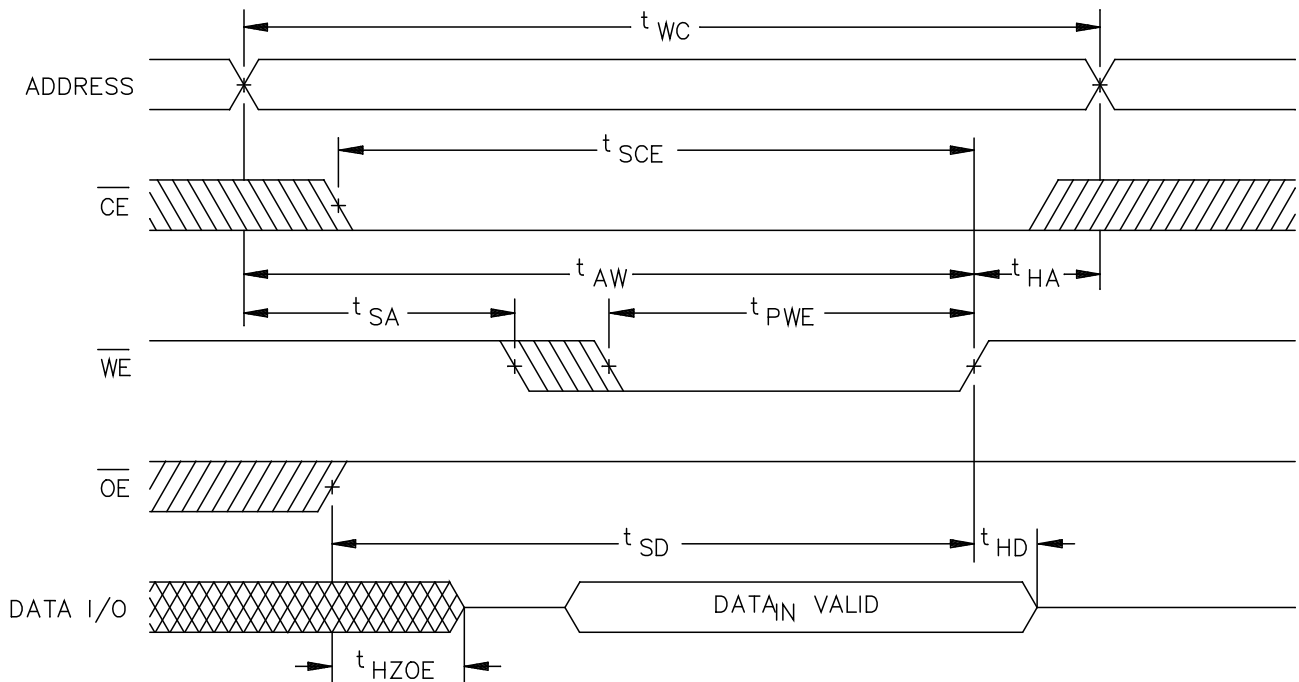 t WC
ADDRESS
t SCE
CE
t AW
t HA
t SA
t PWE
WE
OE
t SD
t HD
DATA I/O
DATA IN VALID
t HZOE